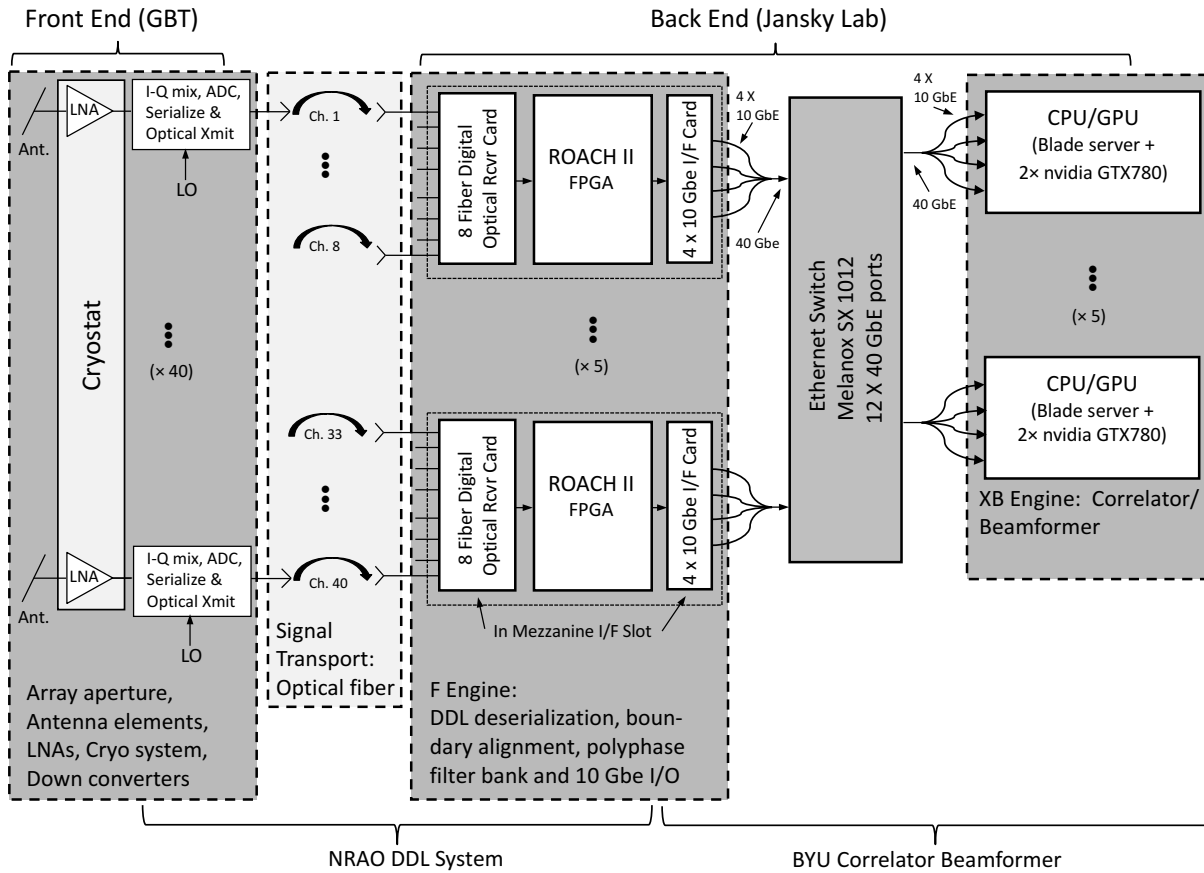 Front End (GBT)
Back End (Jansky Lab)
Ant.
LNA
I-Q mix, ADC,
Serialize &
Optical Xmit
LO
Cryostat
(× 40)
Ant.
LNA
I-Q mix, ADC,
Serialize &
Optical Xmit
LO
Array aperture,
Antenna elements,
LNAs, Cryo system,
Down converters
Ch. 1
Ch. 8
Ch. 33
Ch. 40
Signal
Transport:
Optical fiber
8 Fiber Digital
Optical Rcvr Card
ROACH II
FPGA
4 x 10 Gbe I/F Card
4 X
10 GbE
40 Gbe
(× 5)
8 Fiber Digital
Optical Rcvr Card
ROACH II
FPGA
4 x 10 Gbe I/F Card
In Mezzanine I/F Slot
F Engine:
DDL deserialization, boun-
dary alignment, polyphase
filter bank and 10 Gbe I/O
Ethernet Switch
Melanox SX 1012
12 X 40 GbE ports
4 X
10 GbE
40 GbE
CPU/GPU
(Blade server +
2× nvidia GTX780)
(× 5)
CPU/GPU
(Blade server +
2× nvidia GTX780)
XB Engine: Correlator/
Beamformer
NRAO DDL System
BYU Correlator Beamformer